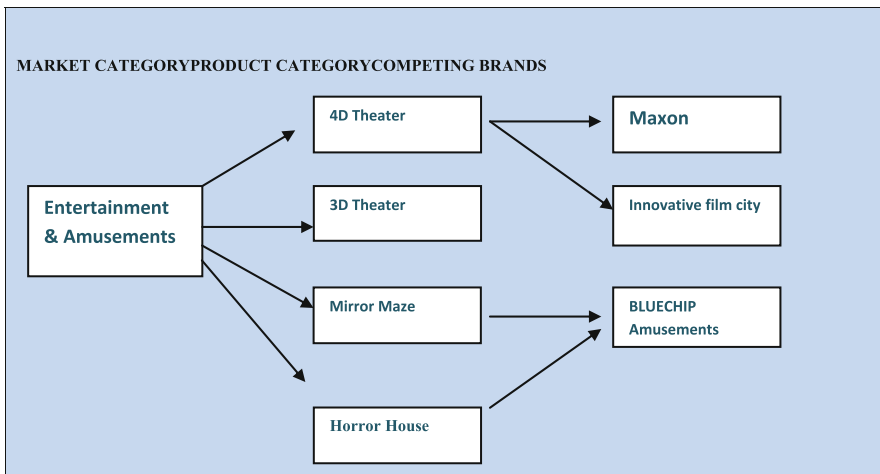 MARKET CATEGORYPRODUCT CATEGORYCOMPETING BRANDS
4D Theater
Maxon
Entertainment
& Amusements
3D Theater
Innovative film city
Mirror Maze
BLUECHIP
Amusements
Horror House